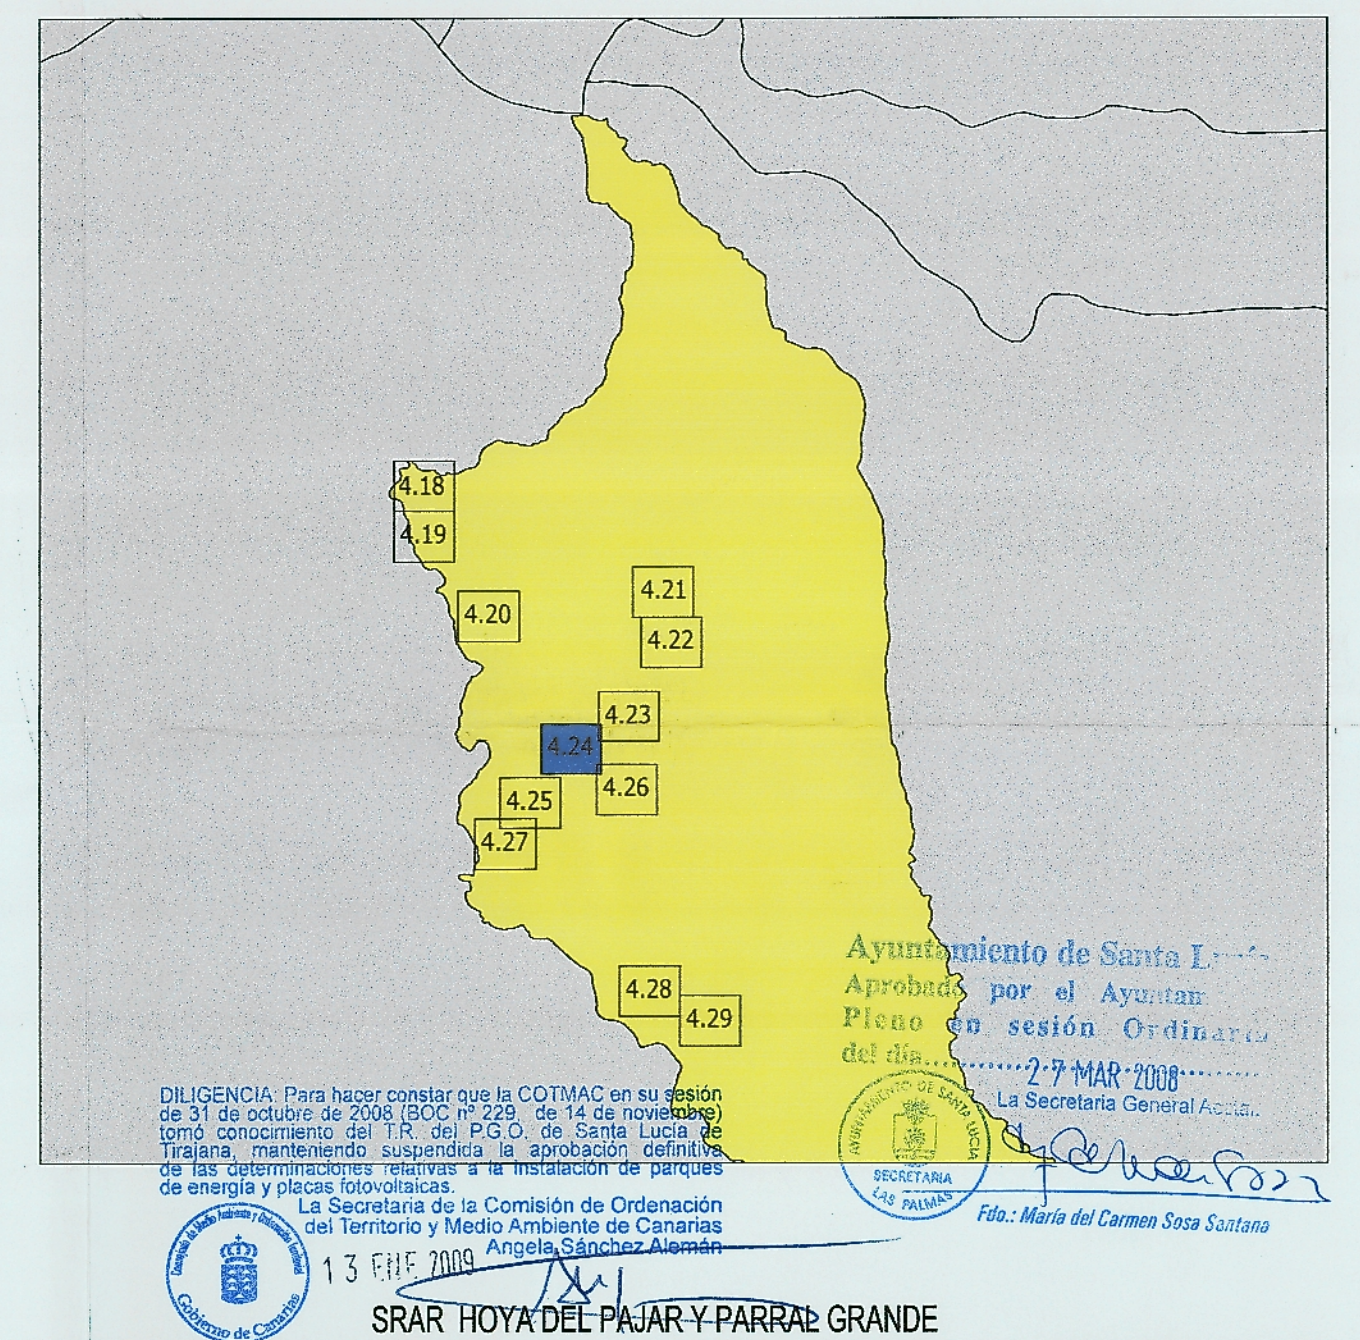 4.18
4.19
4.20
4.21
4.22
4.23
4.24
4.25
4.26
4.27
4.28
4.29
Ayuntamiento de Santa
Aprobado por el
Pleno en sesión
del día
27 MAR 2008
La Secretaria General
AYUNTAMIENTO DE SANTA LUCIA
SECRETARIA
LAS PALMAS
Fdo.: María del Carmen Sosa Santana
DILIGENCIA: Para hacer constar que la COTMAC en su sesión
de 31 de octubre de 2008 (BOC nº 229, de 14 de noviembre)
tomó conocimiento del T.R. del P.G.O. de Santa Lucía de
Tirajana, manteniendo suspendida la aprobación definitiva
de las determinaciones relativas a la instalación de parques
de energía y placas fotovoltaicas.
La Secretaria de la Comisión de Ordenación
del Territorio y Medio Ambiente de Canarias
Angela Sánchez Alemán
13 ENE 2009
Gobierno de Canarias
SRAR HOYA DEL PAJAR Y PARRAL GRANDE